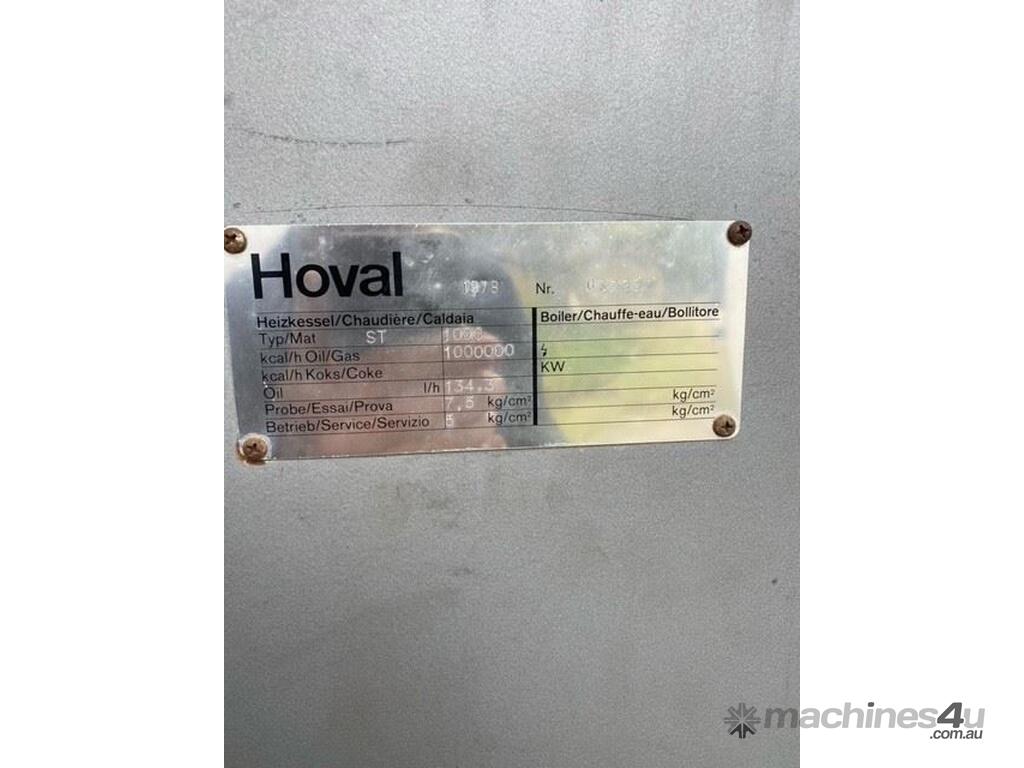 Hoval 1978 Nr.
Heizkessel/Chaudière/Caldaia
Typ/Mat ST 1000
kcal/h Oil/Gas 1000000
kcal/h Koks/Coke
Öil l/h 134,3
Probe/Essai/Prova 7,5 kg/cm²
Betrieb/Service/Servizio 5 kg/cm²
Boiler/Chauffe-eau/Bollitore
KW
kg/cm²
kg/cm²
machines4u
.com.au